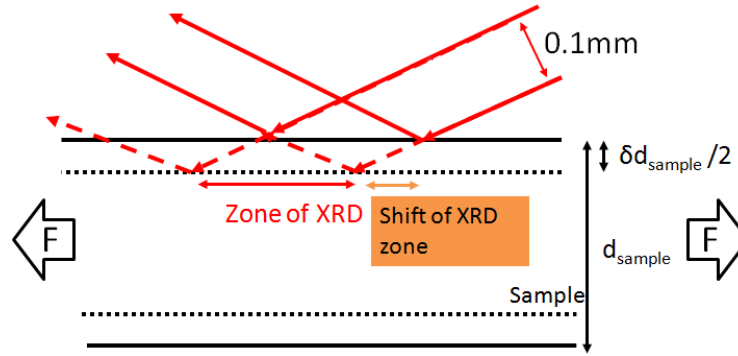 0.1mm
δd_sample /2
Zone of XRD
Shift of XRD
zone
F
F
d_sample
Sample